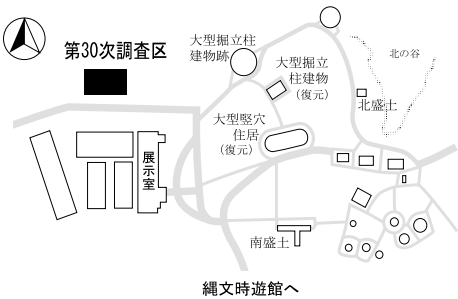 第30次調査区
大型掘立柱
建物跡
大型掘立
柱建物
(復元)
北の谷
北盛土
大型竪穴
住居
(復元)
展示室
南盛土
縄文時遊館へ